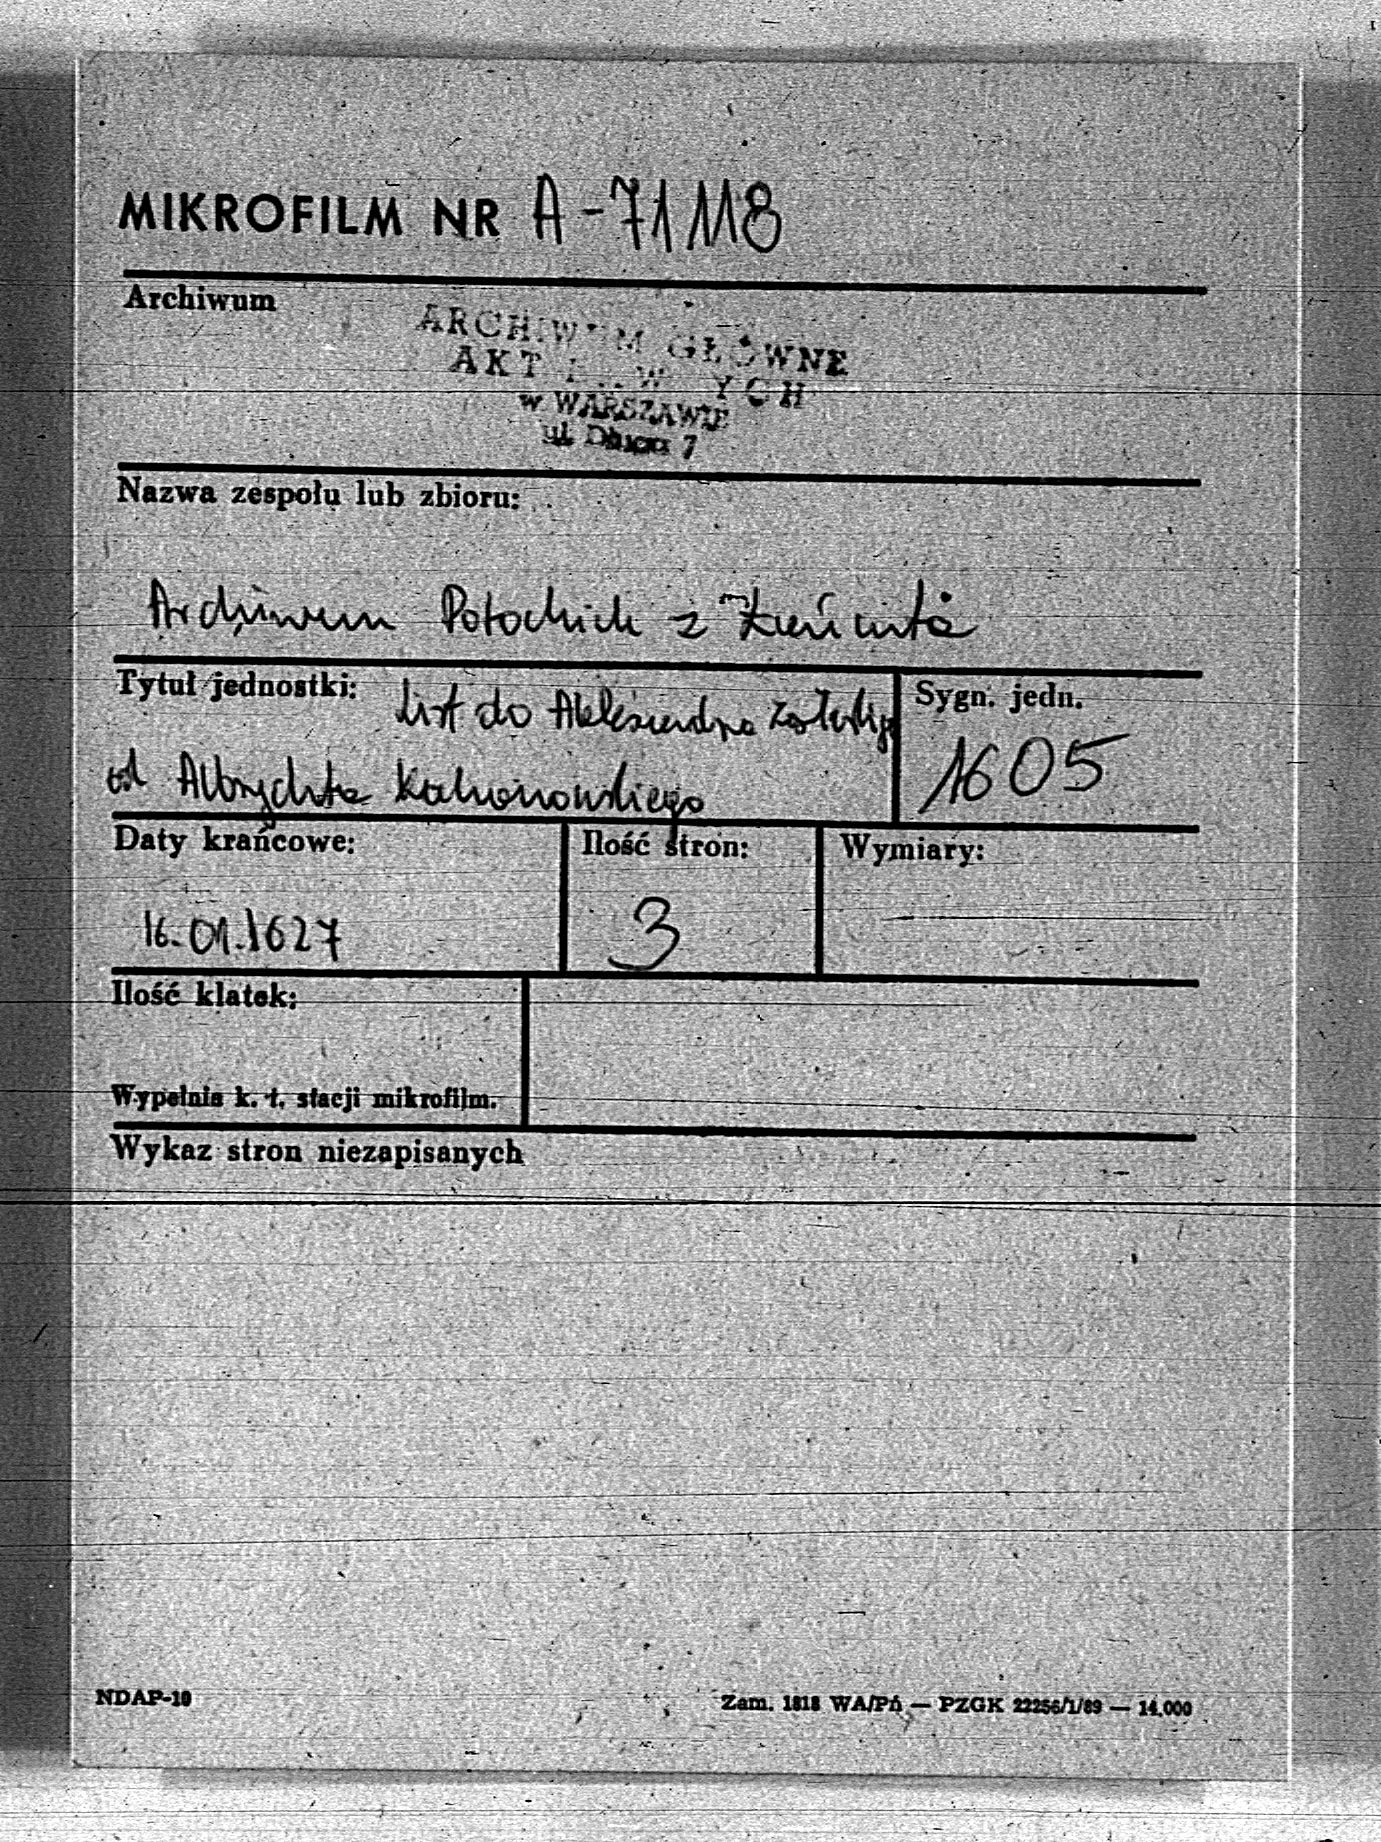 MIKROFILM NR A-71118
Archiwum
ARCHIWUM GŁÓWNE
AKT DAWNYCH
w WARSZAWIE
ul. Długa 7
Nazwa zespołu lub zbioru:
Archiwum Potockich z Łańcuta
Tytuł jednostki: List do Aleksandra
od Albrychta
Sygn. jedn.
1605
Daty krańcowe:
16.01.1627
Ilość stron:
3
Wymiary:
Ilość klatek:
Wypełnia k. t. stacji mikrofilm.
Wykaz stron niezapisanych
NDAP-10
Zam. 1818 WA/Pń — PZGK 22256/1/89 — 14.000